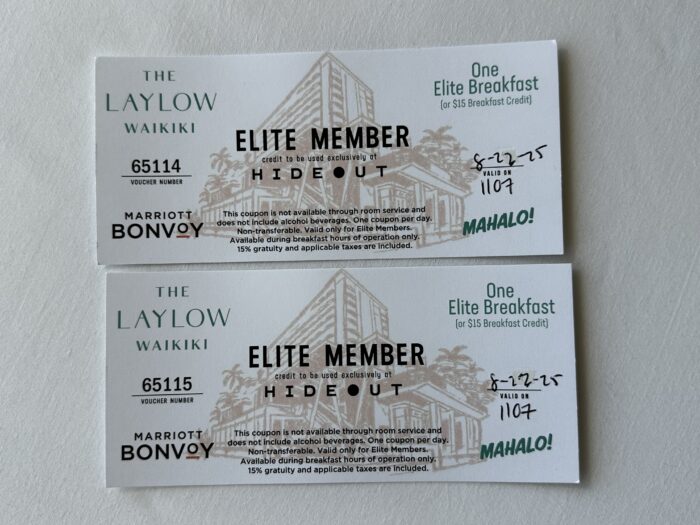 THE
LAYLOW
WAIKIKI
65114
VOUCHER NUMBER
MARRIOTT
BONVOY
ELITE MEMBER
credit to be used exclusively at
HIDEOUT
This coupon is not available through room service and
does not include alcohol beverages. One coupon per day.
Non-transferable. Valid only for Elite Members.
Available during breakfast hours of operation only.
15% gratuity and applicable taxes are included.
One
Elite Breakfast
(or $15 Breakfast Credit)
8-22-25
VALID ON
1107
MAHALO!
THE
LAYLOW
WAIKIKI
65115
VOUCHER NUMBER
MARRIOTT
BONVOY
ELITE MEMBER
credit to be used exclusively at
HIDEOUT
This coupon is not available through room service and
does not include alcohol beverages. One coupon per day.
Non-transferable. Valid only for Elite Members.
Available during breakfast hours of operation only.
15% gratuity and applicable taxes are included.
One
Elite Breakfast
(or $15 Breakfast Credit)
8-22-25
VALID ON
1107
MAHALO!